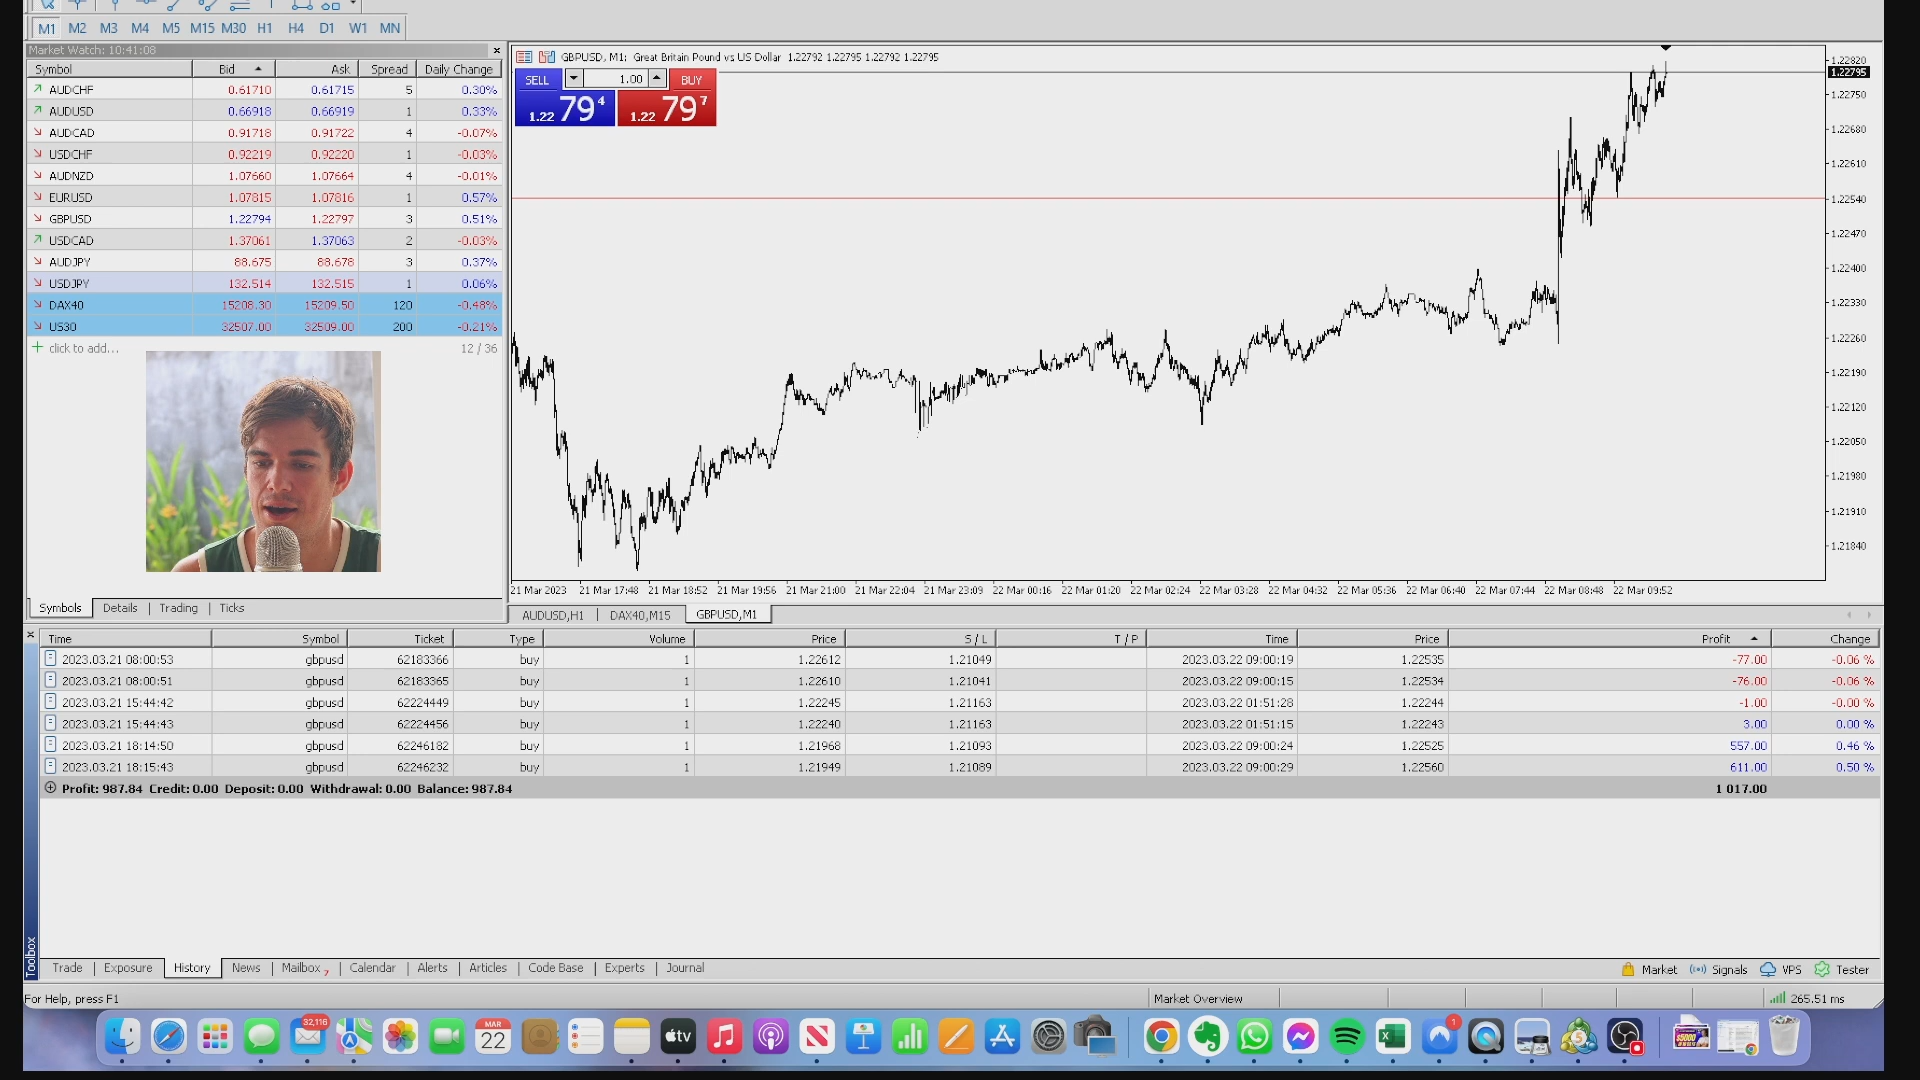 M1 M2 M3 M4 M5 M15 M30 H1 H4 D1 W1 MN
Market Watch: 10:41:08
Symbol Bid Ask Spread Daily Change
AUDCHF 0.61710 0.61715 5 0.30%
AUDUSD 0.66918 0.66919 1 0.33%
AUDCAD 0.91718 0.91722 4 -0.07%
USDCHF 0.92219 0.92220 1 -0.03%
AUDNZD 1.07660 1.07664 4 -0.01%
EURUSD 1.07815 1.07816 1 0.57%
GBPUSD 1.22794 1.22797 3 0.51%
USDCAD 1.37061 1.37063 2 -0.03%
AUDJPY 88.675 88.678 3 0.37%
USDJPY 132.514 132.515 1 0.06%
DAX40 15208.30 15209.50 120 -0.48%
US30 32507.00 32509.00 200 -0.21%
click to add... 12 / 36
Symbols Details Trading Ticks
GBPUSD, M1: Great Britain Pound vs US Dollar 1.22792 1.22795 1.22792 1.22795
SELL 1.00 BUY
1.22 79 4 1.22 79 7
1.22820
1.22795
1.22750
1.22680
1.22610
1.22540
1.22470
1.22400
1.22330
1.22260
1.22190
1.22120
1.22050
1.21980
1.21910
1.21840
21 Mar 2023 21 Mar 17:48 21 Mar 18:52 21 Mar 19:56 21 Mar 21:00 21 Mar 22:04 21 Mar 23:09 22 Mar 00:16 22 Mar 01:20 22 Mar 02:24 22 Mar 03:28 22 Mar 04:32 22 Mar 05:36 22 Mar 06:40 22 Mar 07:44 22 Mar 08:48 22 Mar 09:52
AUDUSD,H1 DAX40,M15 GBPUSD,M1
Time Symbol Ticket Type Volume Price S / L T / P Time Price Profit Change
2023.03.21 08:00:53 gbpusd 62183366 buy 1 1.22612 1.21049 2023.03.22 09:00:19 1.22535 -77.00 -0.06 %
2023.03.21 08:00:51 gbpusd 62183365 buy 1 1.22610 1.21041 2023.03.22 09:00:15 1.22534 -76.00 -0.06 %
2023.03.21 15:44:42 gbpusd 62224449 buy 1 1.22245 1.21163 2023.03.22 01:51:28 1.22244 -1.00 -0.00 %
2023.03.21 15:44:43 gbpusd 62224456 buy 1 1.22240 1.21163 2023.03.22 01:51:15 1.22243 3.00 0.00 %
2023.03.21 18:14:50 gbpusd 62246182 buy 1 1.21968 1.21093 2023.03.22 09:00:24 1.22525 557.00 0.46 %
2023.03.21 18:15:43 gbpusd 62246232 buy 1 1.21949 1.21089 2023.03.22 09:00:29 1.22560 611.00 0.50 %
Profit: 987.84 Credit: 0.00 Deposit: 0.00 Withdrawal: 0.00 Balance: 987.84 1 017.00
Toolbox
Trade Exposure History News Mailbox 7 Calendar Alerts Articles Code Base Experts Journal
Market Signals VPS Tester
For Help, press F1 Market Overview 265.51 ms
32,116
MAR
22
tv
1
$5000